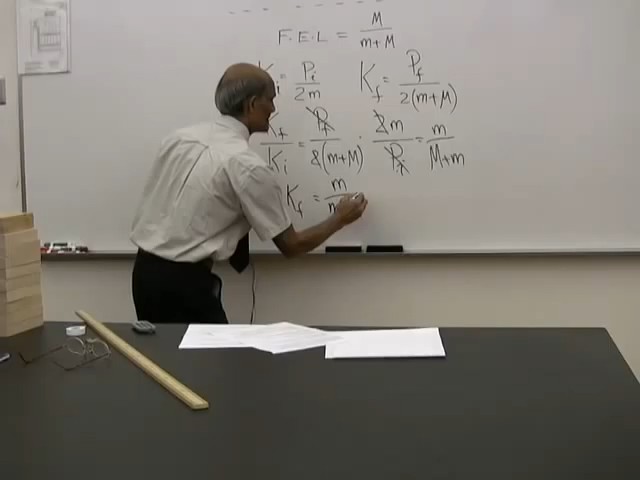 F.E.L = M/(m+M)
Ki = Pi/2m   Kf = Pf/2(m+M)
Kf/Ki = Pf/2(m+M) · 2m/Pi = m/(M+m)
Kf = m/m